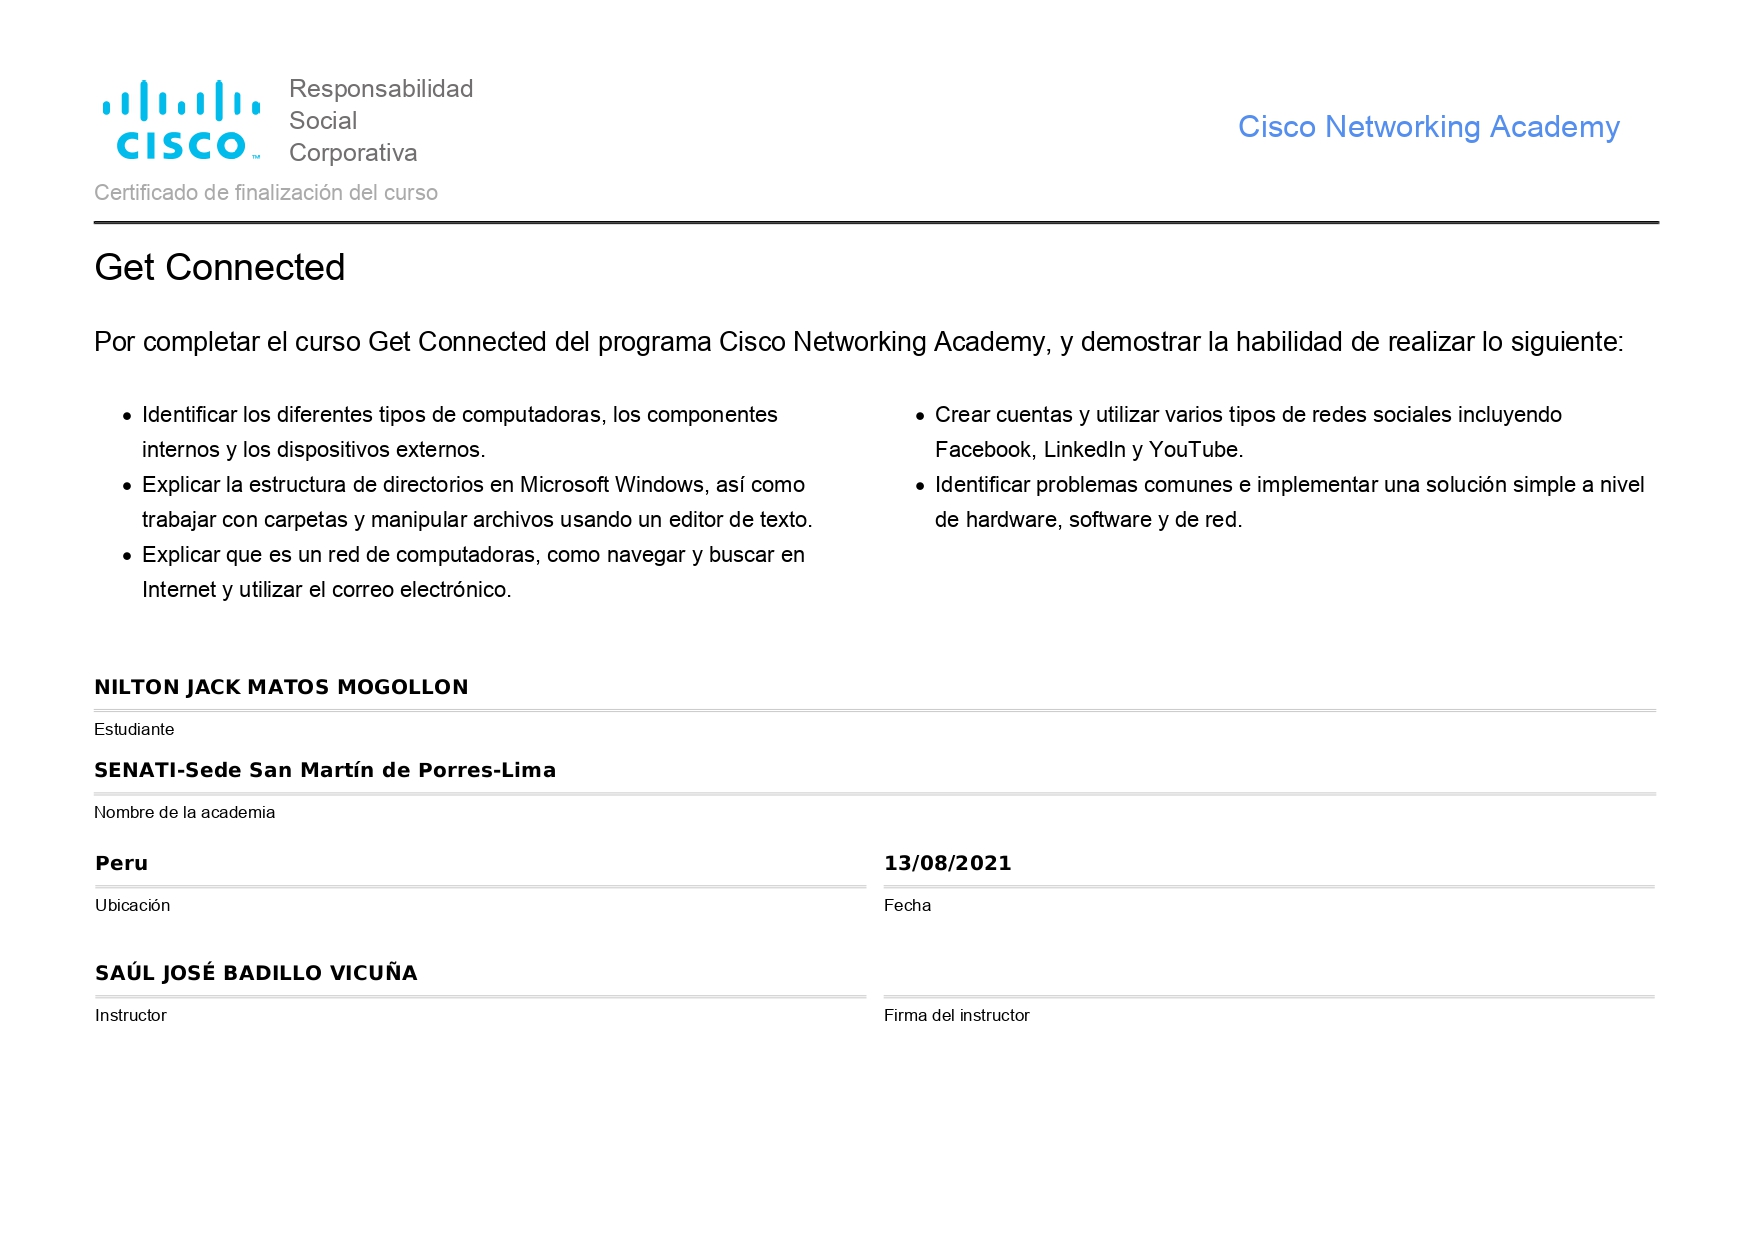 CISCO™
Responsabilidad
Social
Corporativa
Cisco Networking Academy
Certificado de finalización del curso
Get Connected
Por completar el curso Get Connected del programa Cisco Networking Academy, y demostrar la habilidad de realizar lo siguiente:
• Identificar los diferentes tipos de computadoras, los componentes
internos y los dispositivos externos.
• Explicar la estructura de directorios en Microsoft Windows, así como
trabajar con carpetas y manipular archivos usando un editor de texto.
• Explicar que es un red de computadoras, como navegar y buscar en
Internet y utilizar el correo electrónico.
• Crear cuentas y utilizar varios tipos de redes sociales incluyendo
Facebook, LinkedIn y YouTube.
• Identificar problemas comunes e implementar una solución simple a nivel
de hardware, software y de red.
NILTON JACK MATOS MOGOLLON
Estudiante
SENATI-Sede San Martín de Porres-Lima
Nombre de la academia
Peru
Ubicación
13/08/2021
Fecha
SAÚL JOSÉ BADILLO VICUÑA
Instructor
Firma del instructor